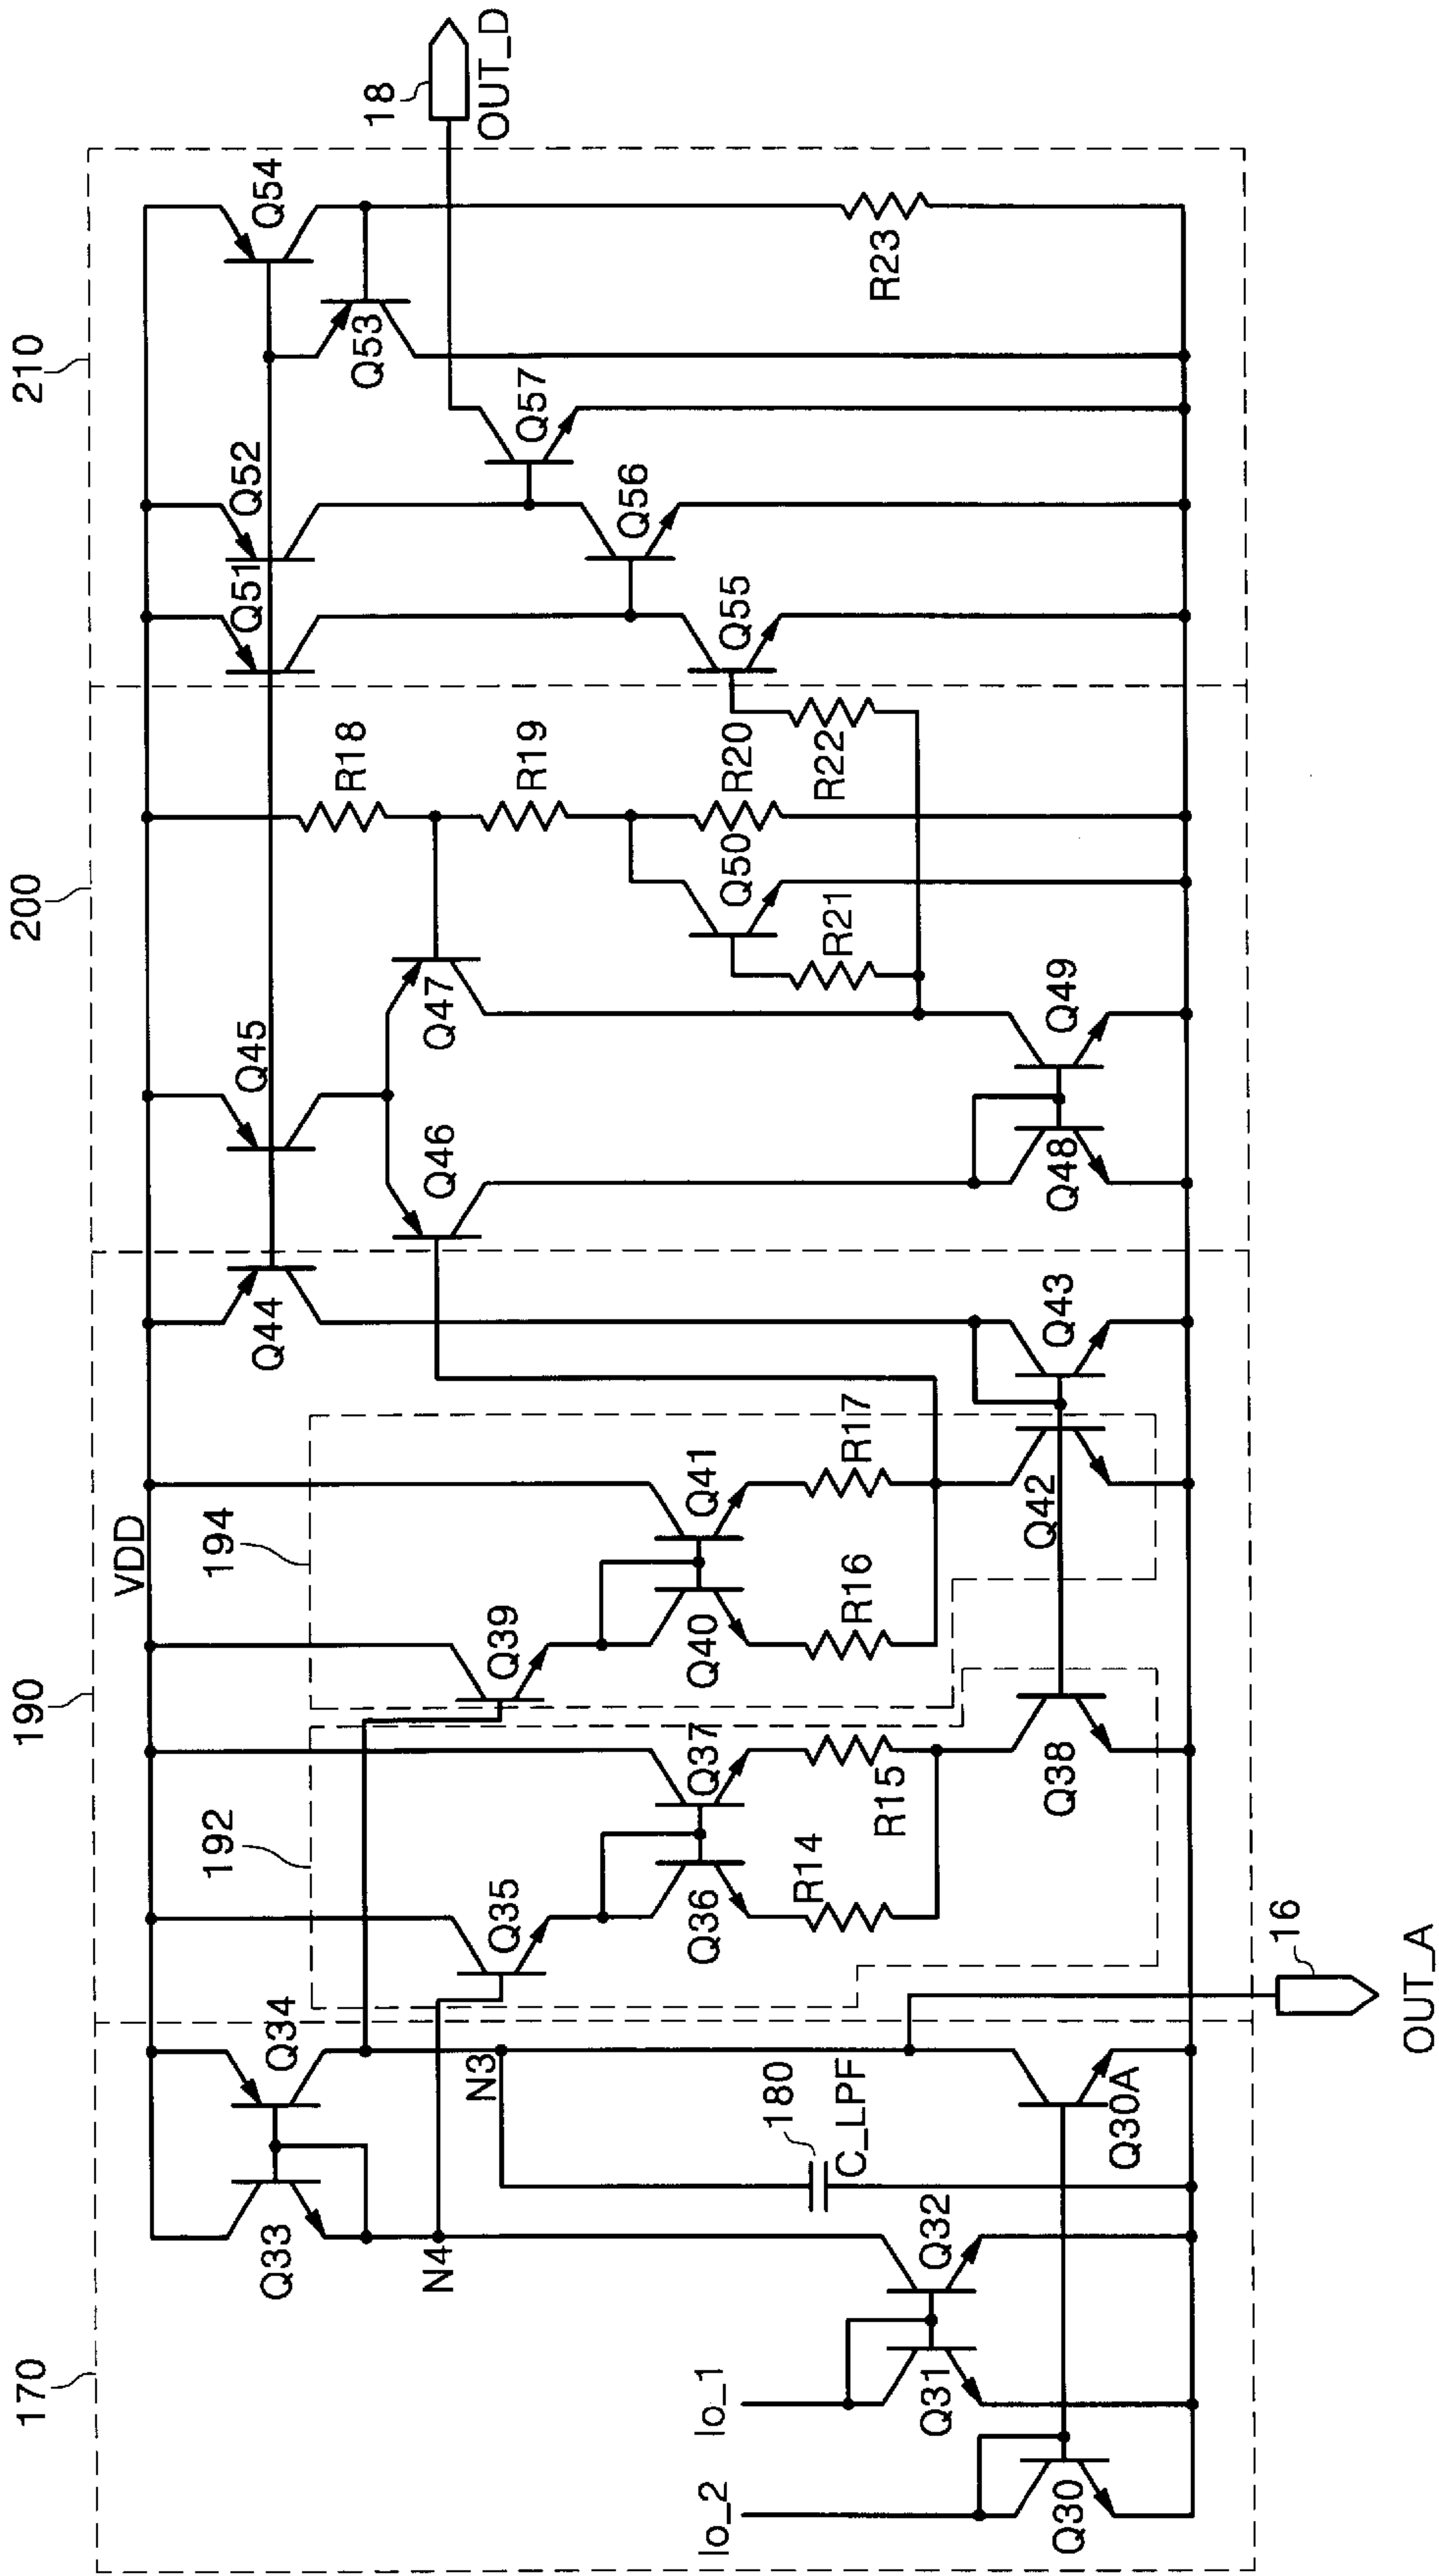 170
190
200
210
Io_2
Io_1
Q30
Q31
Q32
Q33
Q34
N4
N3
180
C_LPF
Q30A
16
OUT_A
VDD
192
Q35
Q36
Q37
R14
R15
Q38
194
Q39
Q40
Q41
R16
R17
Q42
Q43
Q44
Q45
Q46
Q47
Q48
Q49
R18
R19
R20
Q50
R21
R22
Q51
Q52
Q55
Q56
Q57
Q53
Q54
R23
18
OUT_D